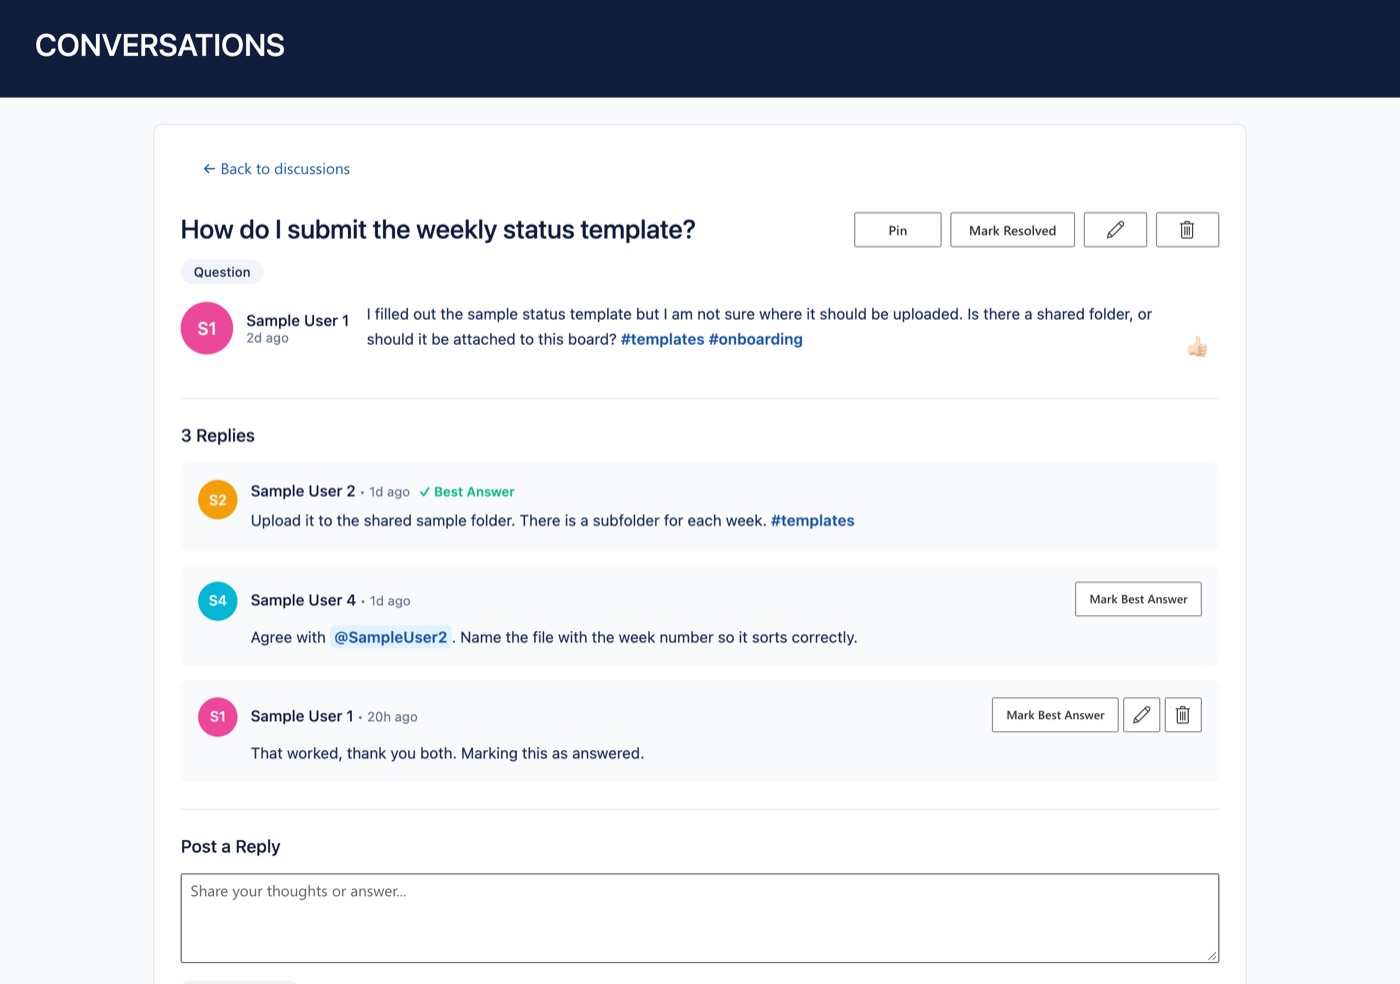 CONVERSATIONS
← Back to discussions
How do I submit the weekly status template?
Pin
Mark Resolved
Question
S1
Sample User 1
2d ago
I filled out the sample status template but I am not sure where it should be uploaded. Is there a shared folder, or
should it be attached to this board? #templates #onboarding
3 Replies
S2
Sample User 2 • 1d ago ✓ Best Answer
Upload it to the shared sample folder. There is a subfolder for each week. #templates
S4
Sample User 4 • 1d ago
Mark Best Answer
Agree with @SampleUser2 . Name the file with the week number so it sorts correctly.
S1
Sample User 1 • 20h ago
Mark Best Answer
That worked, thank you both. Marking this as answered.
Post a Reply
Share your thoughts or answer...